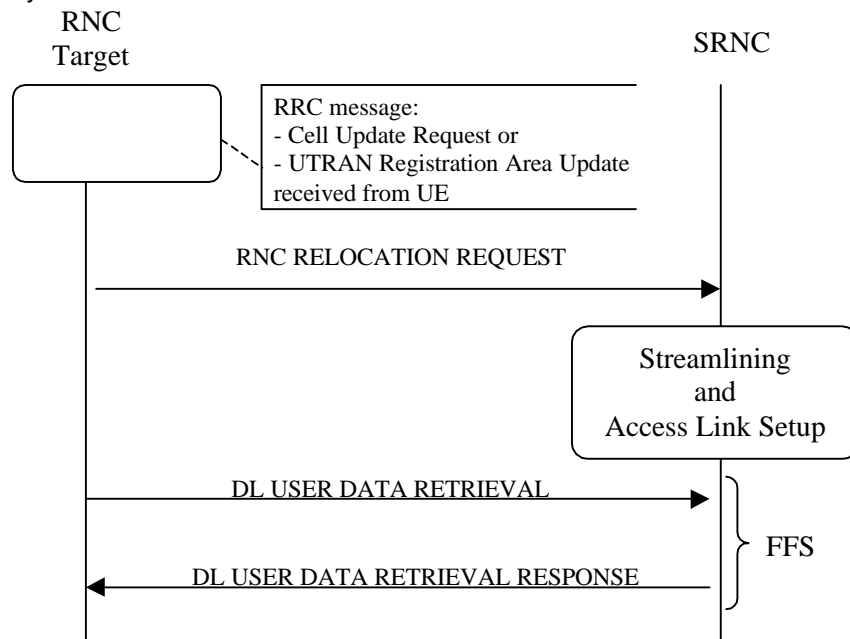 RNC
Target
SRNC
RRC message:
- Cell Update Request or
- UTRAN Registration Area Update
received from UE
RNC RELOCATION REQUEST
Streamlining
and
Access Link Setup
DL USER DATA RETRIEVAL
FFS
DL USER DATA RETRIEVAL RESPONSE